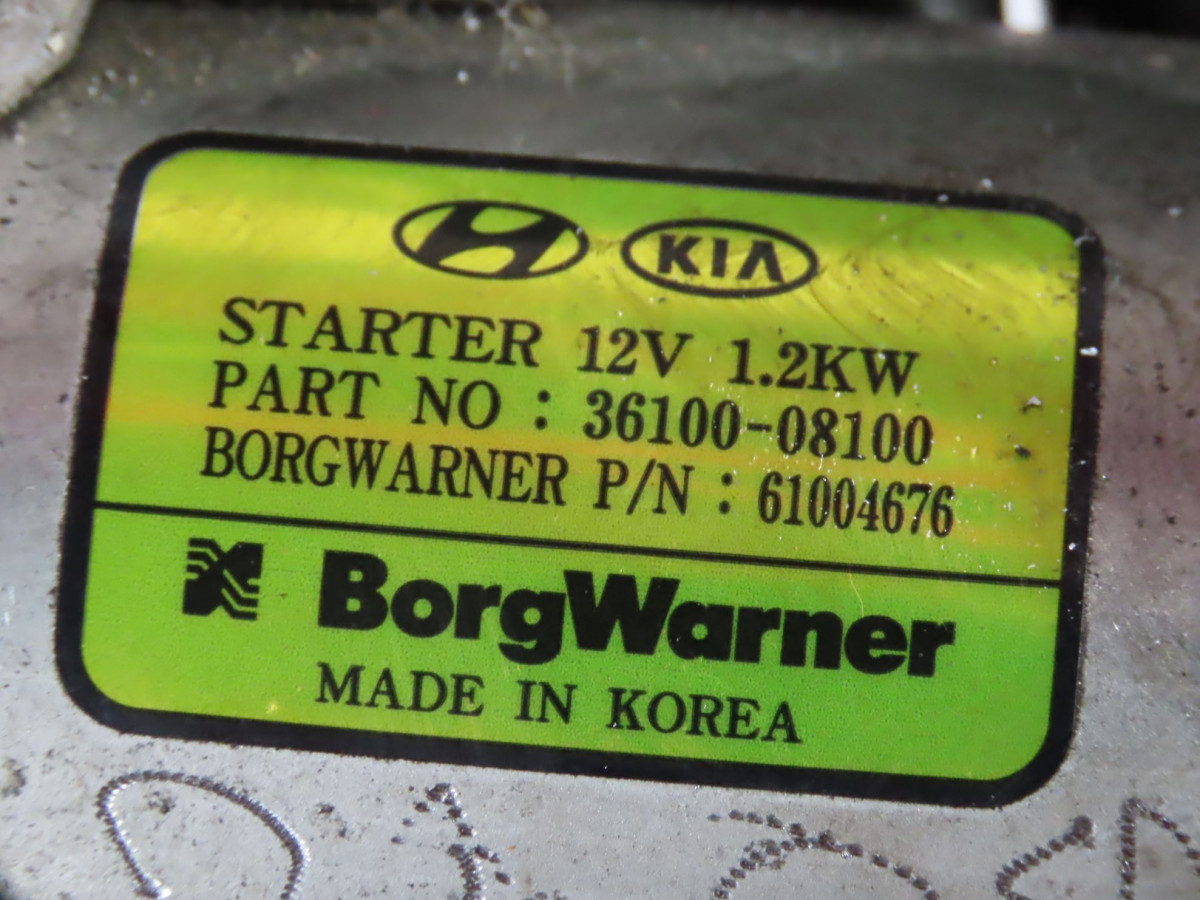 KIA
STARTER 12V 1.2KW
PART NO : 36100-08100
BORGWARNER P/N : 61004676
BorgWarner
MADE IN KOREA